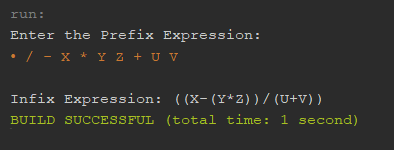 run:
Enter the Prefix Expression:
• / - X * Y Z + U V
Infix Expression: ((X-(Y*Z))/(U+V))
BUILD SUCCESSFUL (total time: 1 second)